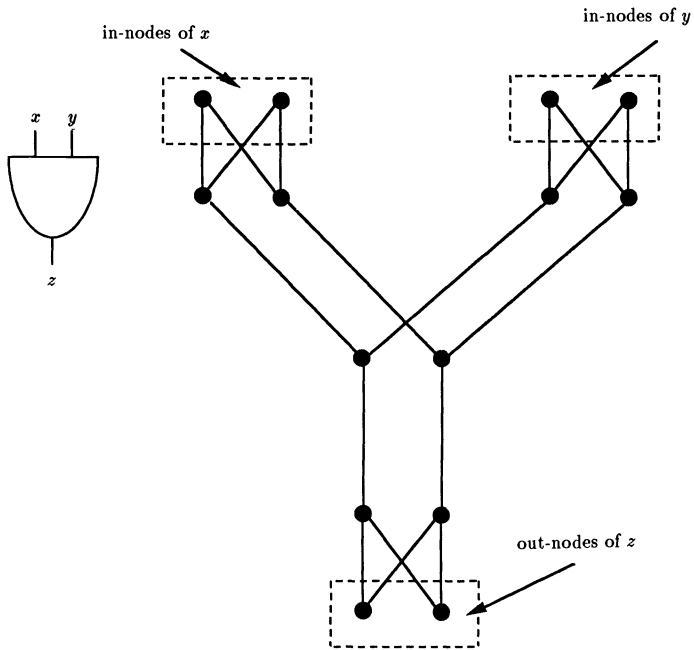 in-nodes of y
in-nodes of x
x y
z
out-nodes of z